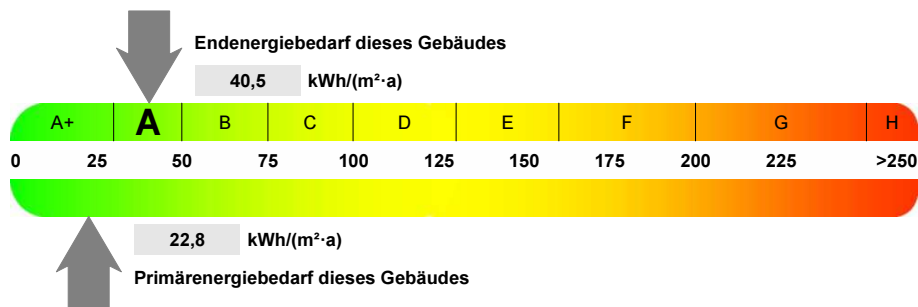 Endenergiebedarf dieses Gebäudes
40,5 kWh/(m²·a)
A+ A B C D E F G H
0 25 50 75 100 125 150 175 200 225 >250
22,8 kWh/(m²·a)
Primärenergiebedarf dieses Gebäudes